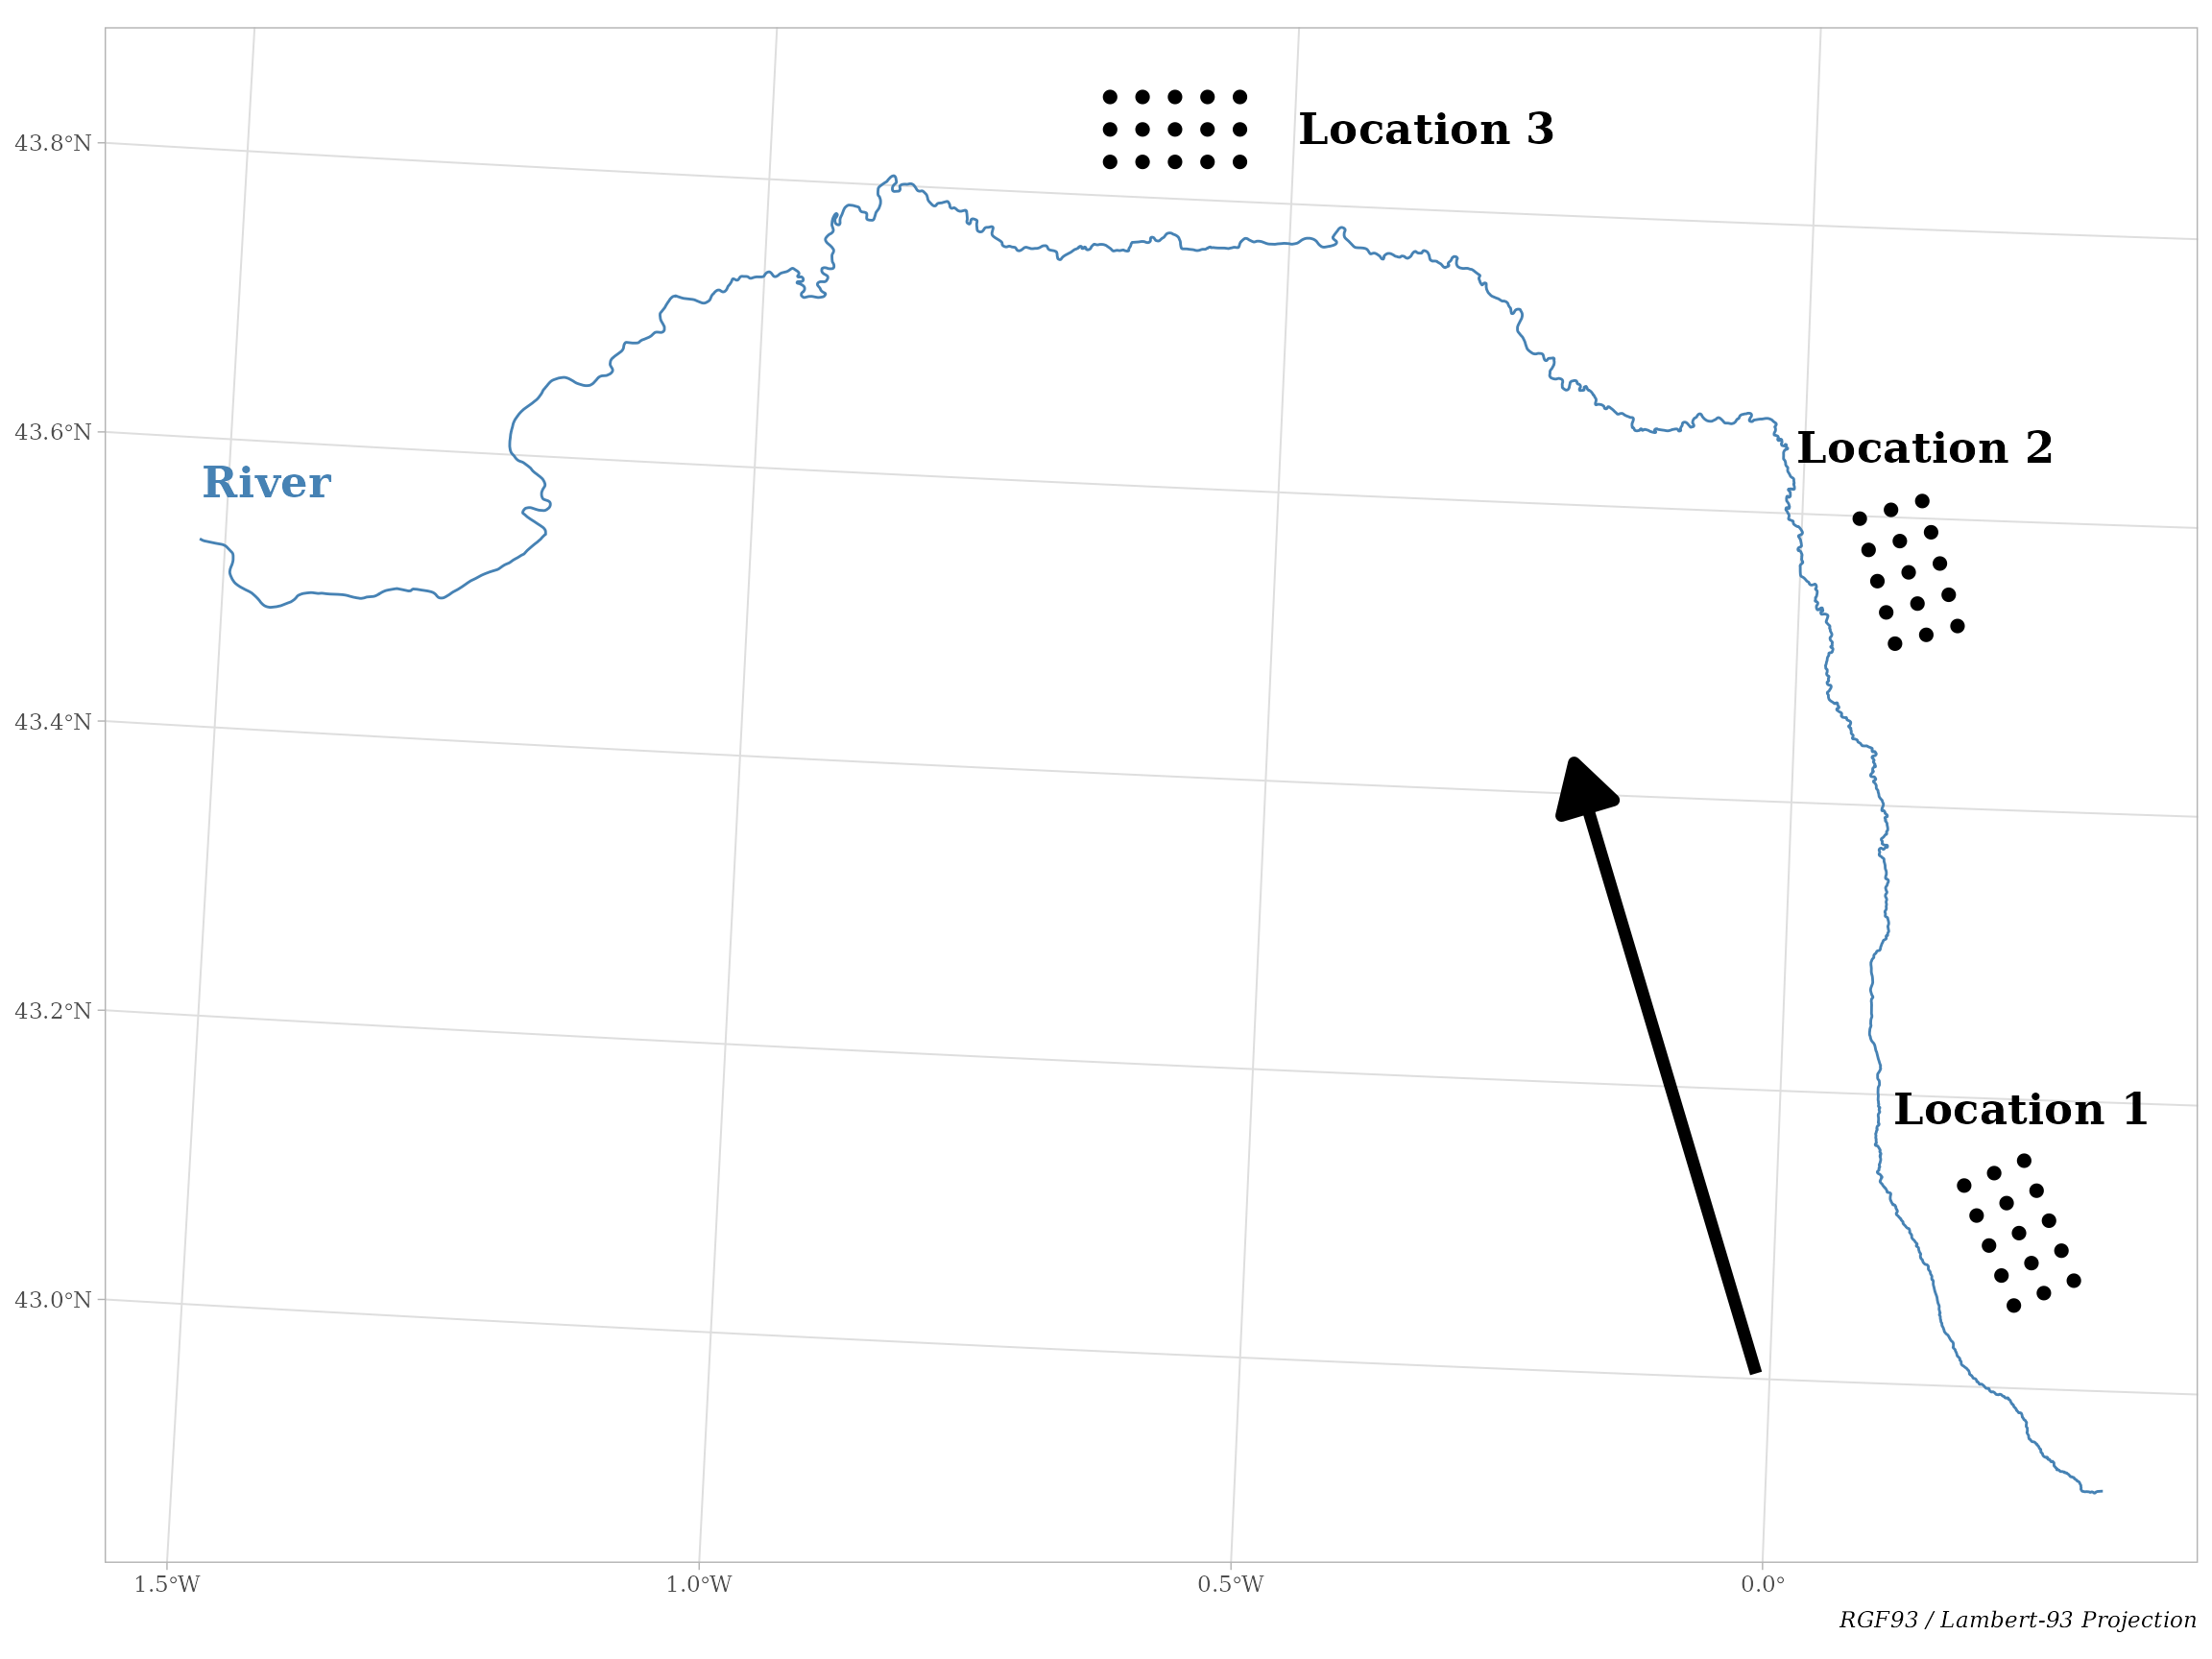 43.8°N
Location 3
43.6°N
Location 2
River
43.4°N
43.2°N
Location 1
43.0°N
1.5°W 1.0°W 0.5°W 0.0°
RGF93 / Lambert-93 Projection